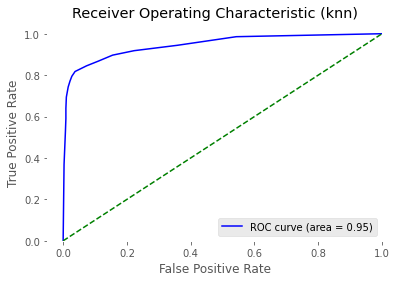 Receiver Operating Characteristic (knn)
1.0
0.8
0.6
0.4
0.2
0.0
True Positive Rate
ROC curve (area = 0.95)
0.0 0.2 0.4 0.6 0.8 1.0
False Positive Rate